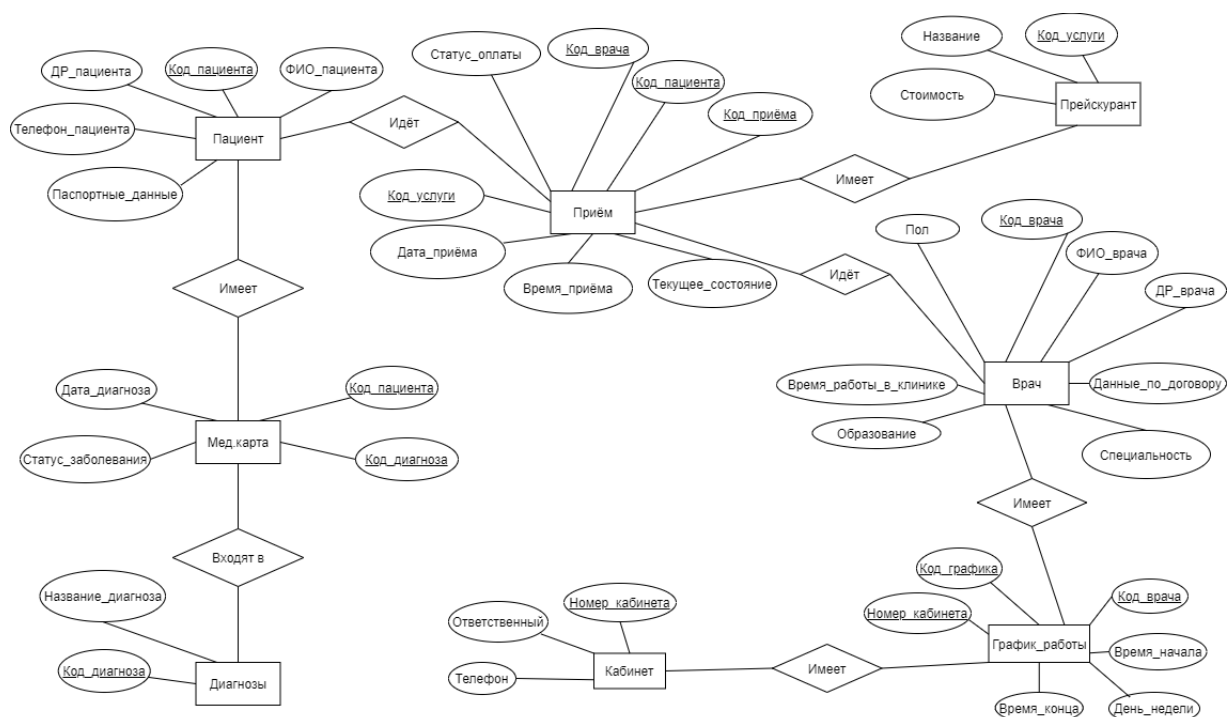 Статус_оплаты
Код_врача
Название
Код_услуги
ДР_пациента
Код_пациента
ФИО_пациента
Код_пациента
Стоимость
Прейскурант
Телефон_пациента
Пациент
Идёт
Код_приёма
Паспортные_данные
Код_услуги
Приём
Имеет
Дата_приёма
Пол
Код_врача
ФИО_врача
Имеет
Время_приёма
Текущее_состояние
Идёт
ДР_врача
Дата_диагноза
Код_пациента
Время_работы_в_клинике
Врач
Данные_по_договору
Мед.карта
Образование
Статус_заболевания
Код_диагноза
Специальность
Имеет
Входят в
Код_графика
Название_диагноза
Номер_кабинета
Номер_кабинета
Код_врача
Ответственный
График_работы
Время_начала
Код_диагноза
Диагнозы
Телефон
Кабинет
Имеет
Время_конца
День_недели